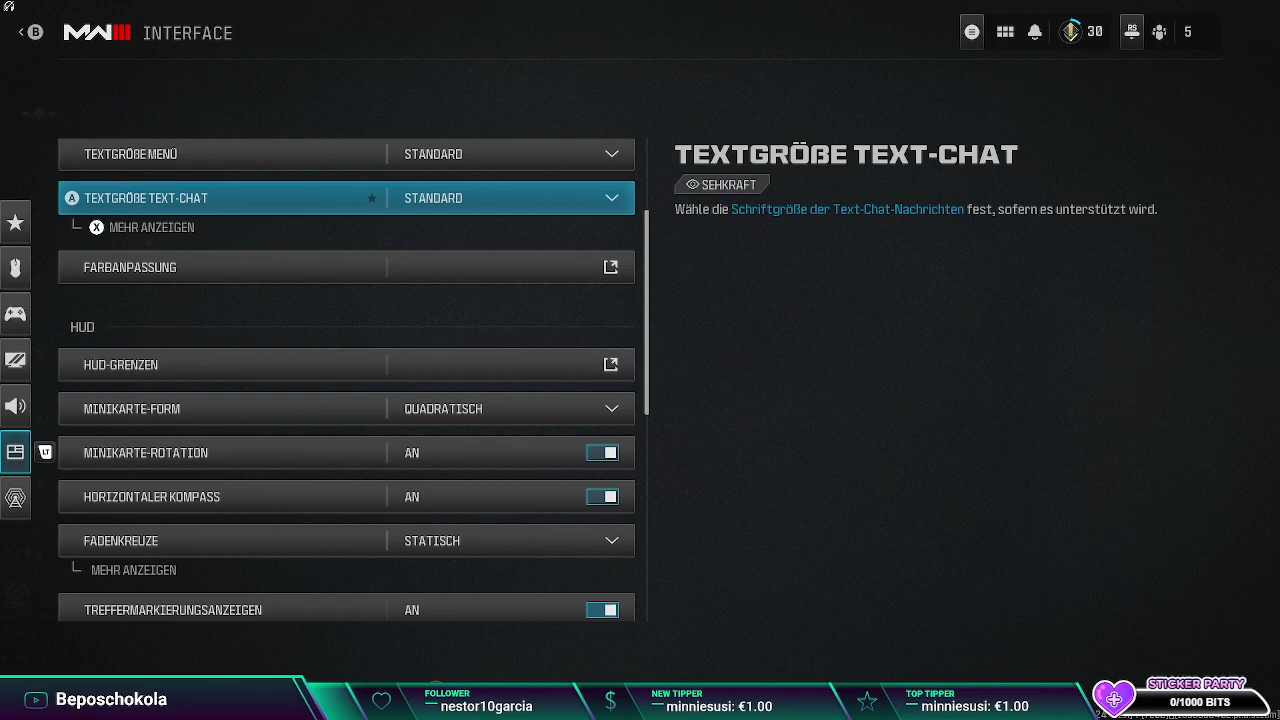 B MWIII INTERFACE
30 RS 5
TEXTGRÖßE MENÜ STANDARD
A TEXTGRÖßE TEXT-CHAT STANDARD
X MEHR ANZEIGEN
FARBANPASSUNG
HUD
HUD-GRENZEN
MINIKARTE-FORM QUADRATISCH
MINIKARTE-ROTATION AN
LT
HORIZONTALER KOMPASS AN
FADENKREUZE STATISCH
MEHR ANZEIGEN
TREFFERMARKIERUNGSANZEIGEN AN
TEXTGRÖßE TEXT-CHAT
SEHKRAFT
Wähle die Schriftgröße der Text-Chat-Nachrichten fest, sofern es unterstützt wird.
Beposchokola
FOLLOWER
nestor10garcia
$
NEW TIPPER
minniesusi: €1.00
TOP TIPPER
minniesusi: €1.00
STICKER PARTY
0/1000 BITS